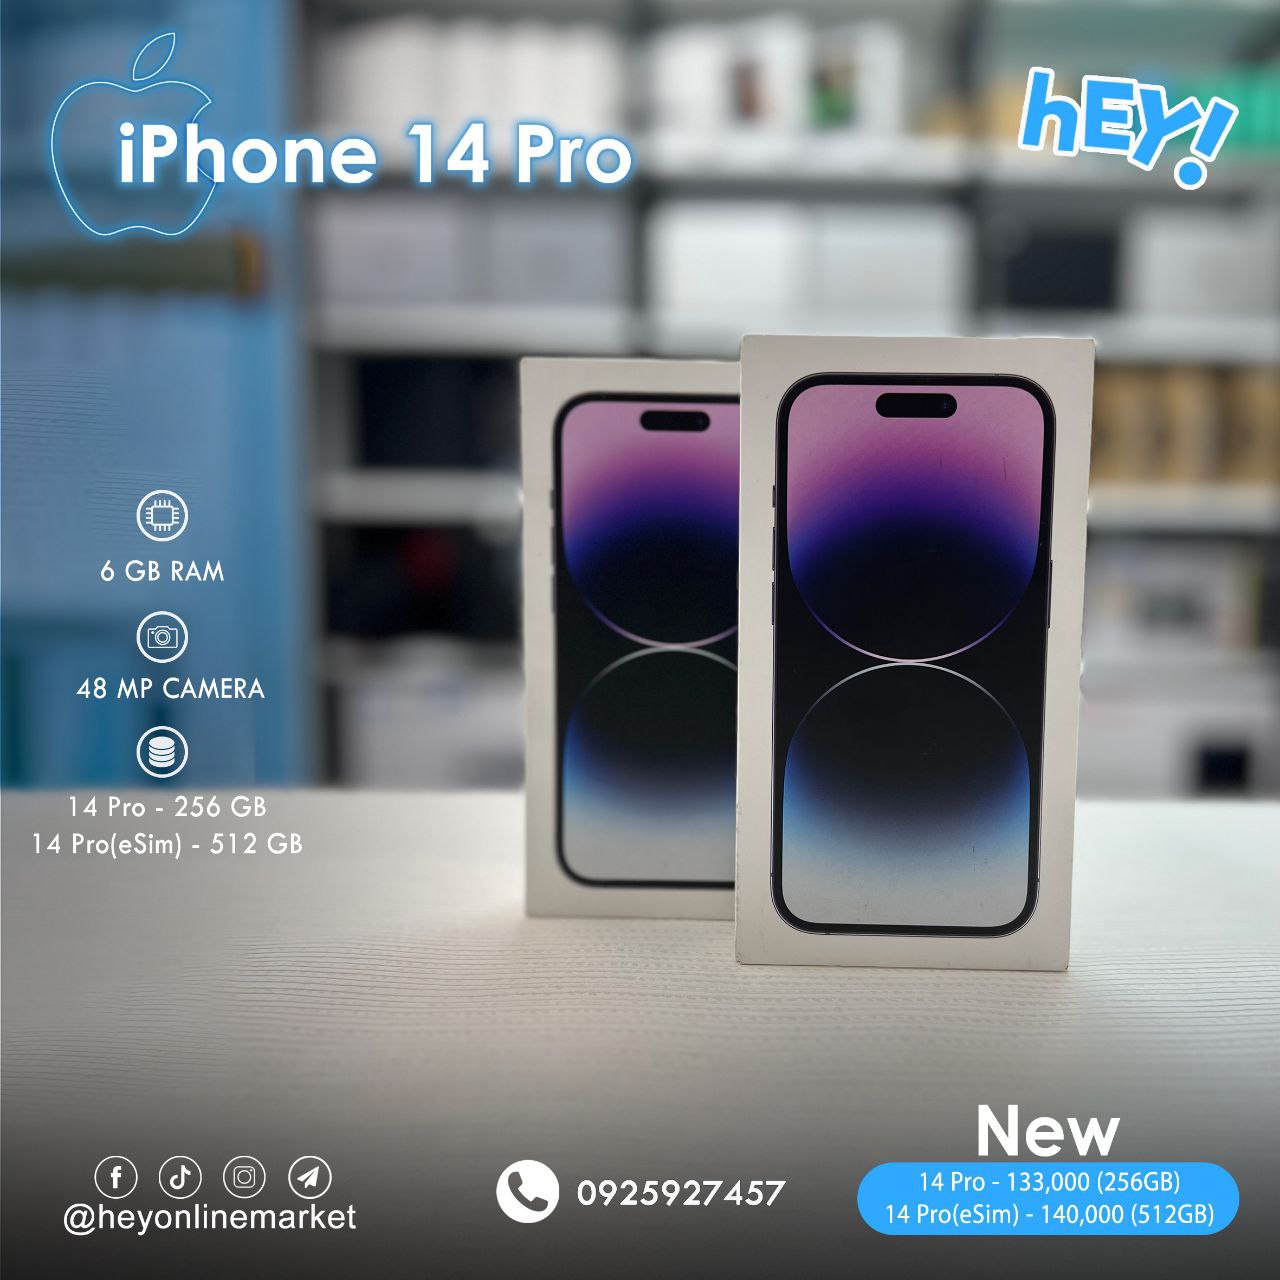 iPhone 14 Pro
hEY!
6 GB RAM
48 MP CAMERA
14 Pro - 256 GB
14 Pro(eSim) - 512 GB
New
14 Pro - 133,000 (256GB)
14 Pro(eSim) - 140,000 (512GB)
@heyonlinemarket
0925927457